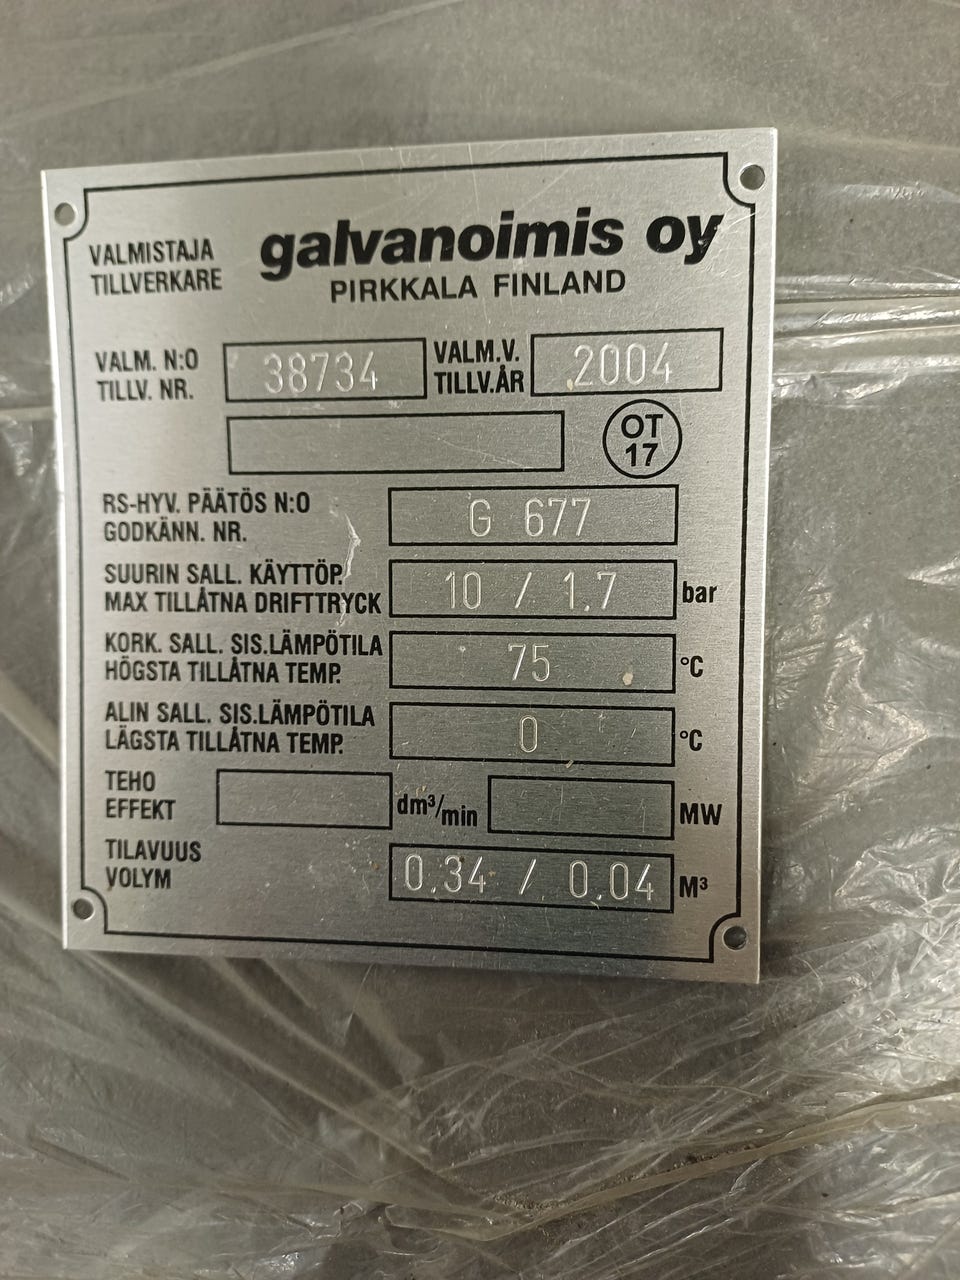 VALMISTAJA
TILLVERKARE
galvanoimis oy
PIRKKALA FINLAND
VALM. N:O
TILLV. NR.
38734
VALM.V.
TILLV.ÅR
2004
OT
17
RS-HYV. PÄÄTÖS N:O
GODKÄNN. NR.
G 677
SUURIN SALL. KÄYTTÖP.
MAX TILLÅTNA DRIFTTRYCK
10 / 1.7
bar
KORK. SALL. SIS.LÄMPÖTILA
HÖGSTA TILLÅTNA TEMP.
75
°C
ALIN SALL. SIS.LÄMPÖTILA
LÄGSTA TILLÅTNA TEMP.
0
°C
TEHO
EFFEKT
dm³/min
MW
TILAVUUS
VOLYM
0.34 / 0.04
M³